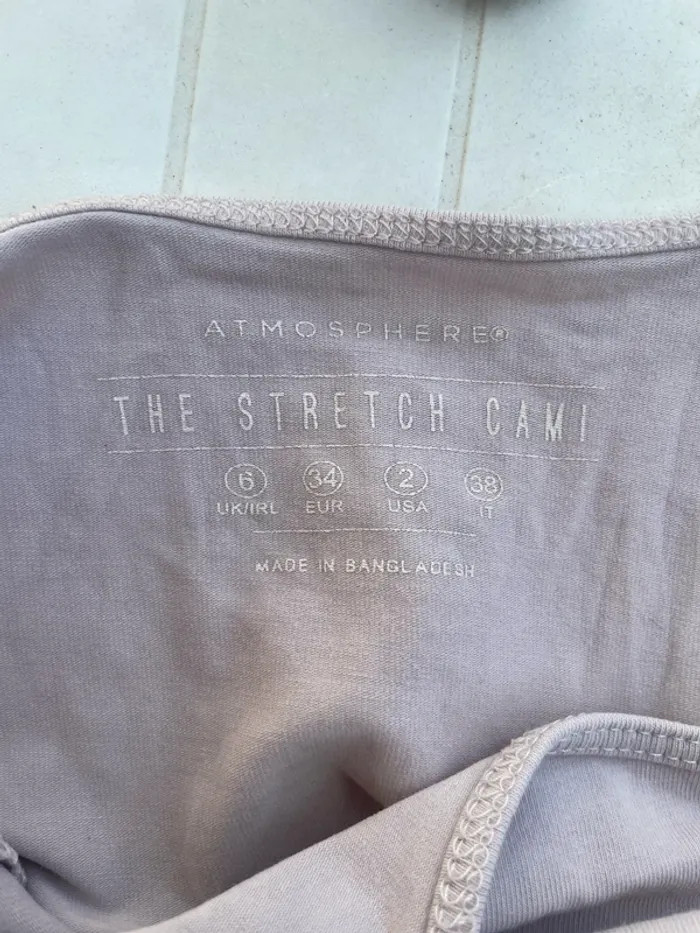 ATMOSPHERE®
THE STRETCH CAMI
6 34 2 38
UK/IRL EUR USA IT
MADE IN BANGLADESH